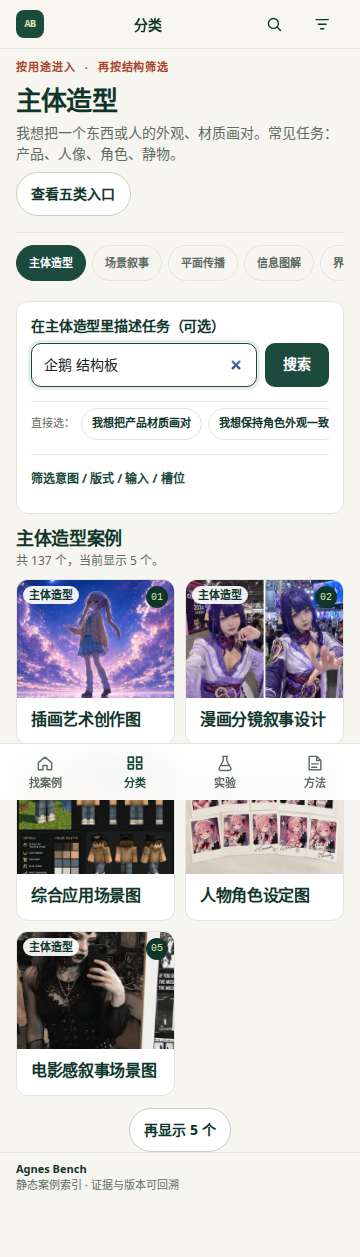 AB
分类
按用途进入 · 再按结构筛选
主体造型
我想把一个东西或人的外观、材质画对。常见任务：
产品、人像、角色、静物。
查看五类入口
主体造型 场景叙事 平面传播 信息图解 界
在主体造型里描述任务（可选）
企鹅 结构板 ×
搜索
直接选： 我想把产品材质画对 我想保持角色外观一致
筛选意图 / 版式 / 输入 / 槽位
主体造型案例
共 137 个，当前显示 5 个。
主体造型 01
主体造型 02
插画艺术创作图
漫画分镜叙事设计
找案例 分类 实验 方法
综合应用场景图
人物角色设定图
主体造型 05
电影感叙事场景图
再显示 5 个
Agnes Bench
静态案例索引 · 证据与版本可回溯